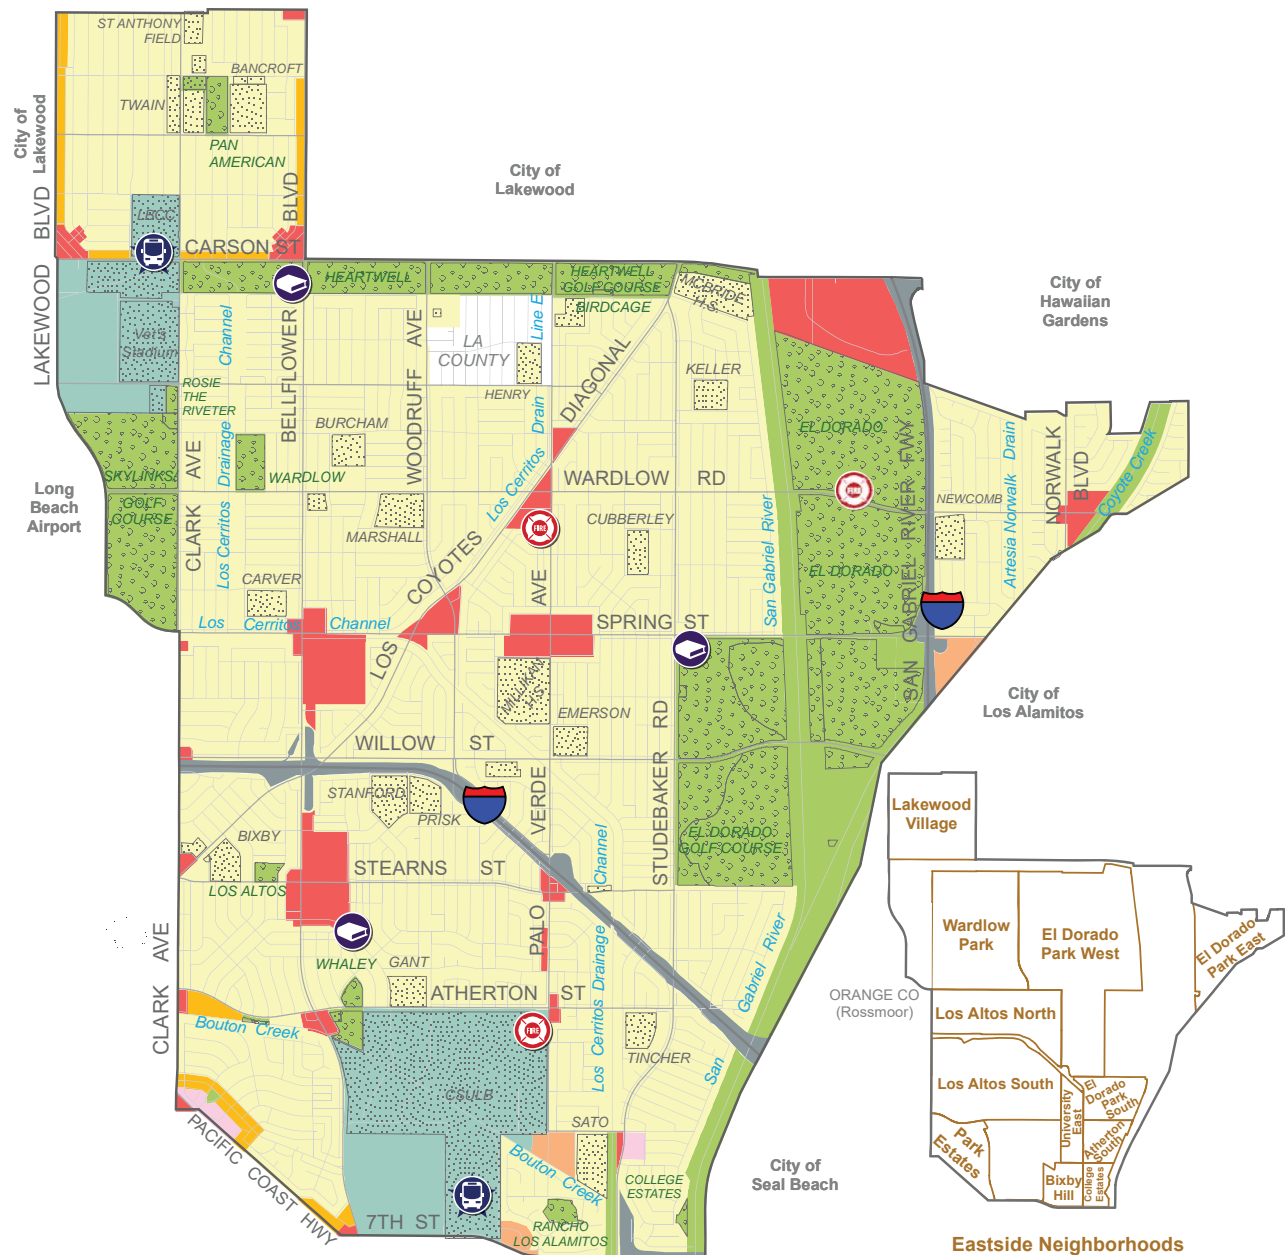 ST ANTHONY
FIELD
BANCROFT
TWAIN
City of
Lakewood
PAN
AMERICAN
City of
Lakewood
BLVD
BLVD
LBCC
CARSON ST
LAKEWOOD
HEARTWELL
HEARTWELL
GOLF COURSE
BIRDCAGE
MCBRIDE
H.S.
City of
Hawaiian
Gardens
Vet's
Stadium
Channel
BELLFLOWER
AVE
WOODRUFF
LA
COUNTY
Line E
DIAGONAL
KELLER
ROSIE
THE
RIVETER
HENRY
BURCHAM
Drain
EL DORADO
SKYLINKS
GOLF
COURSE
AVE
CLARK
Drainage
Los Cerritos
WARDLOW
WARDLOW RD
Los Cerritos
Long
Beach
Airport
MARSHALL
CUBBERLEY
FIRE
FIRE
NEWCOMB
Artesia Norwalk Drain
NORWALK
BLVD
Coyote Creek
San Gabriel River
SAN GABRIEL RIVER FWY
EL DORADO
CARVER
COYOTES
AVE
Los Cerritos Channel
SPRING ST
LOS
MILLIKAN
H.S.
EMERSON
City of
Los Alamitos
WILLOW ST
STUDEBAKER RD
STANFORD
PRISK
VERDE
BIXBY
EL DORADO
GOLF COURSE
Lakewood
Village
STEARNS ST
Channel
LOS ALTOS
CLARK AVE
PALO
WHALEY
GANT
Wardlow
Park
El Dorado
Park West
El Dorado
Park East
ATHERTON ST
Los Cerritos Drainage
San Gabriel River
ORANGE CO
(Rossmoor)
Bouton Creek
FIRE
TINCHER
Los Altos North
Los Altos South
El
Dorado
Park
South
University
East
Atherton
South
Park
Estates
CSULB
SATO
PACIFIC COAST HWY
Bouton Creek
City of
Seal Beach
COLLEGE
ESTATES
Bixby
Hill
College
Estates
7TH ST
RANCHO
LOS ALAMITOS
Eastside Neighborhoods